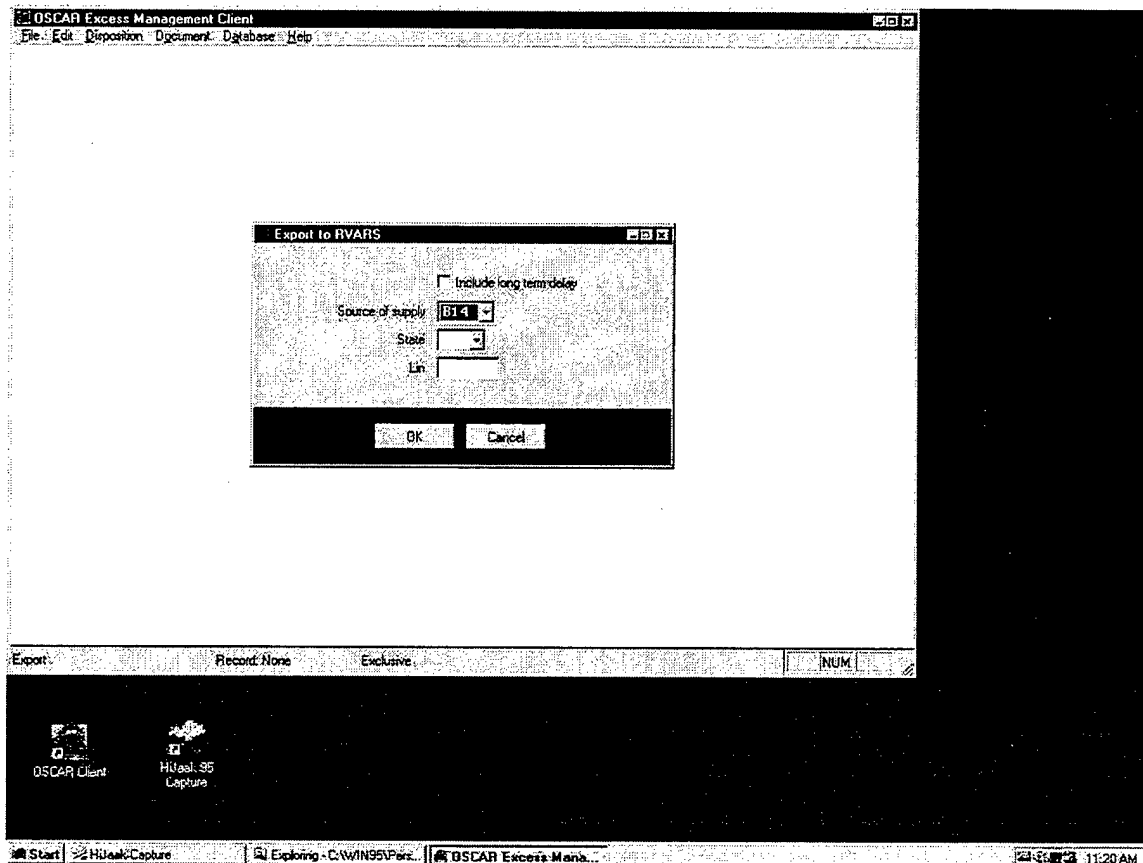 OSCAR Excess Management Client
File Edit Disposition Document Database Help
Export to RVARS
Include long term delay
Source of supply B14
State
Lin
OK Cancel
Export Record: None Exclusive NUM
OSCAR Client
HiJaak 95 Capture
Start HiJaak Capture Exploring - C:\WIN95\Pers... OSCAR Excess Mana... 11:20 AM